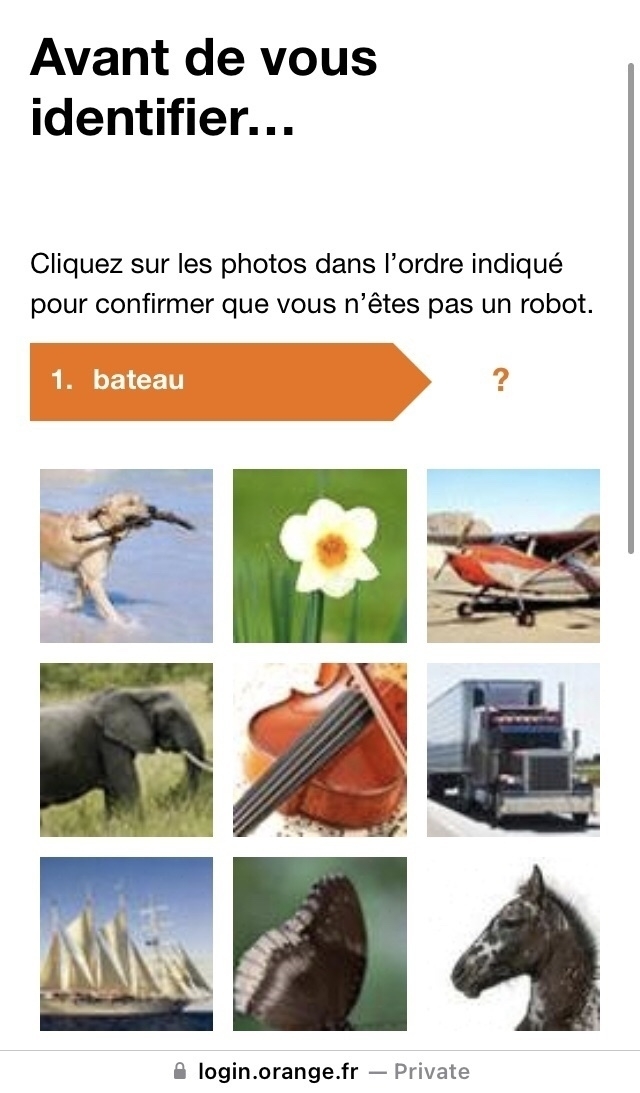 Avant de vous
identifier...
Cliquez sur les photos dans l’ordre indiqué
pour confirmer que vous n’êtes pas un robot.
1. bateau ?
login.orange.fr — Private